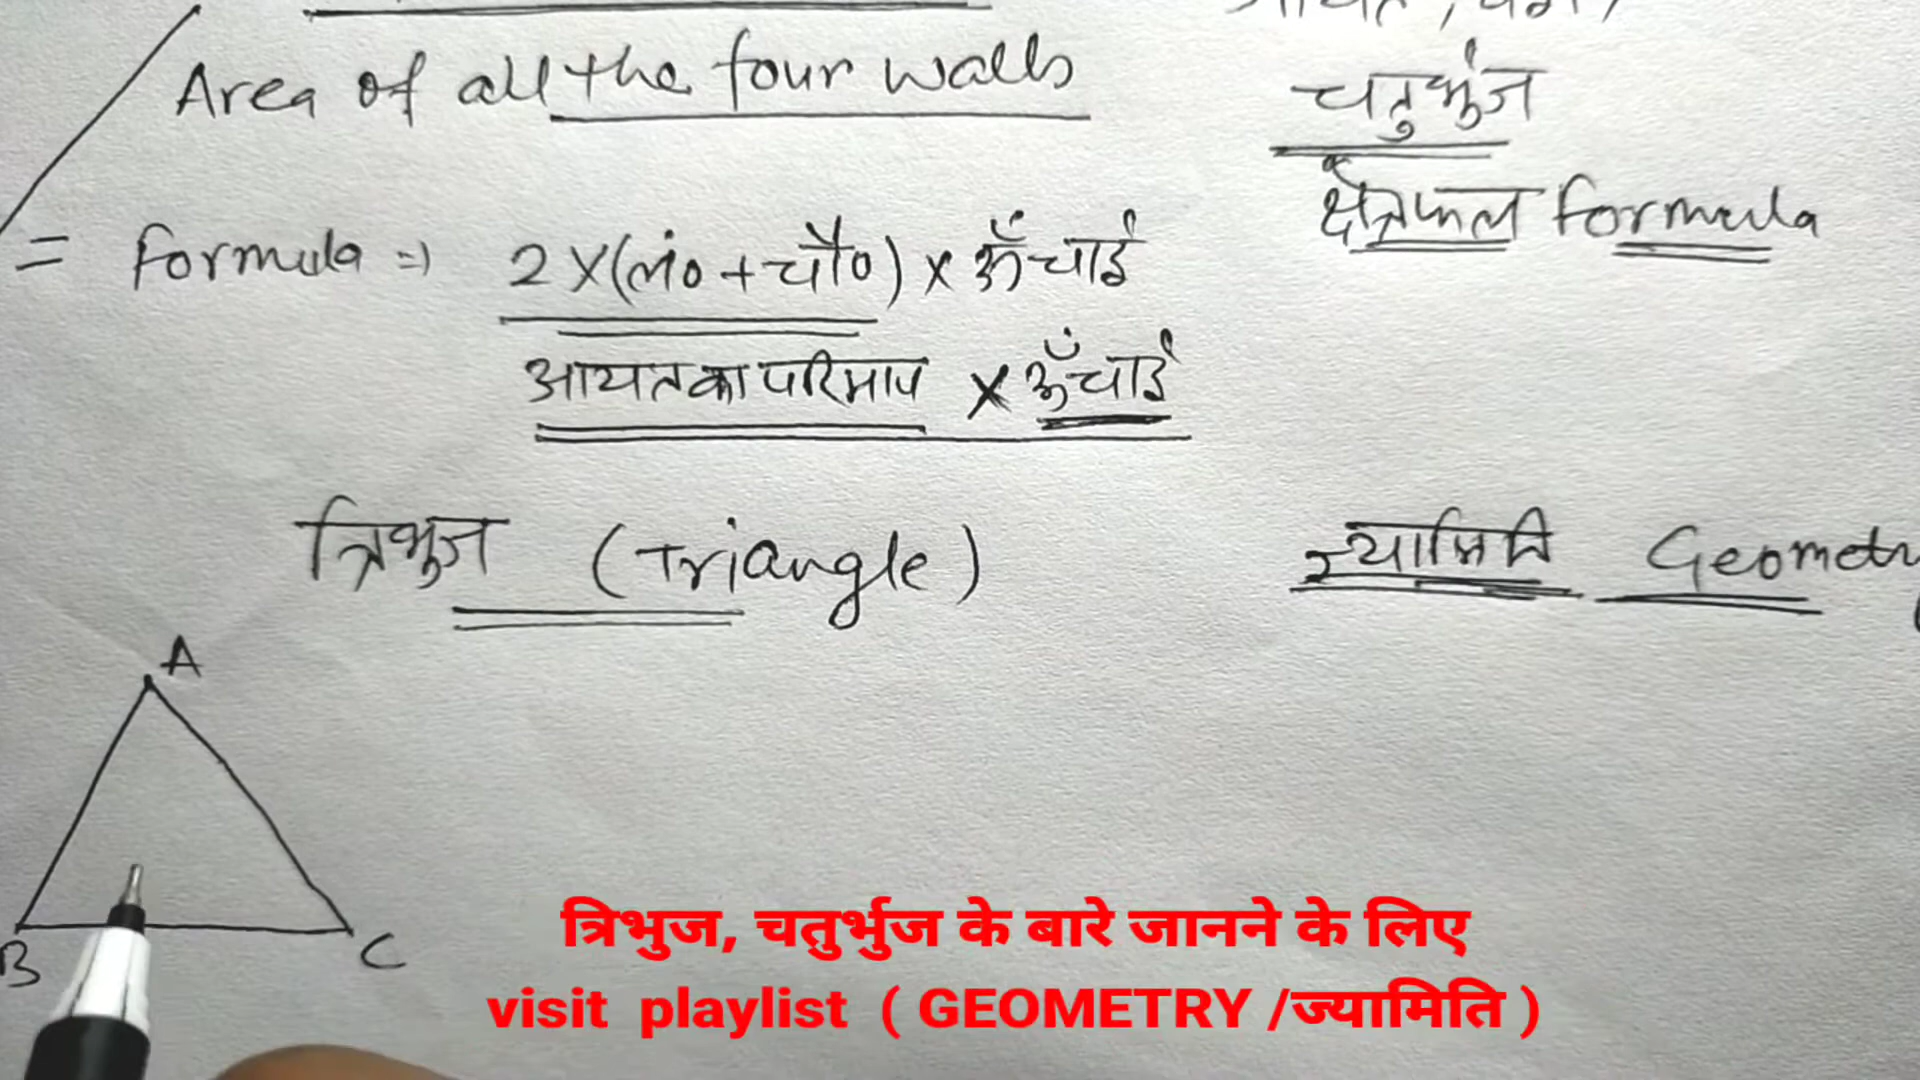 Area of all the four walls
चतुर्भुज
क्षेत्रफल formula
= formula ⇒ 2×(लं० + चौ०) × ऊँचाई
आयत का परिमाप × ऊँचाई
त्रिभुज (Triangle)
ज्यामिति Geometry
A
B
C
त्रिभुज, चतुर्भुज के बारे जानने के लिए
visit playlist ( GEOMETRY /ज्यामिति )